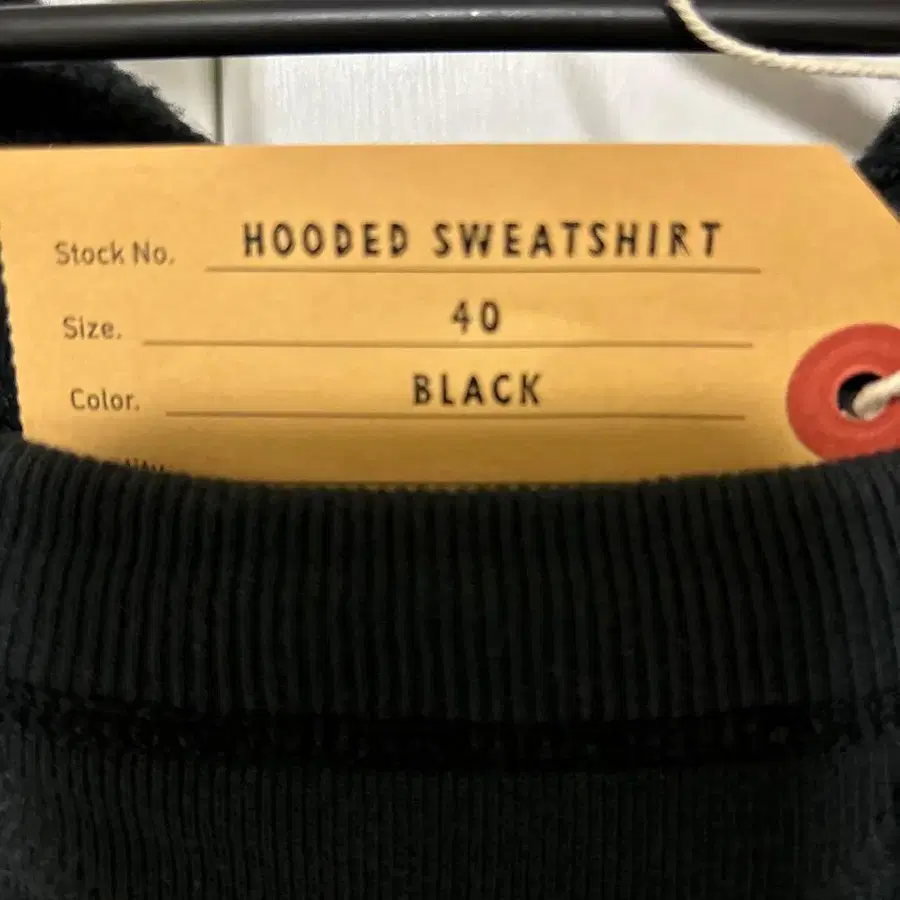 Stock No. HOODED SWEATSHIRT
Size. 40
Color. BLACK